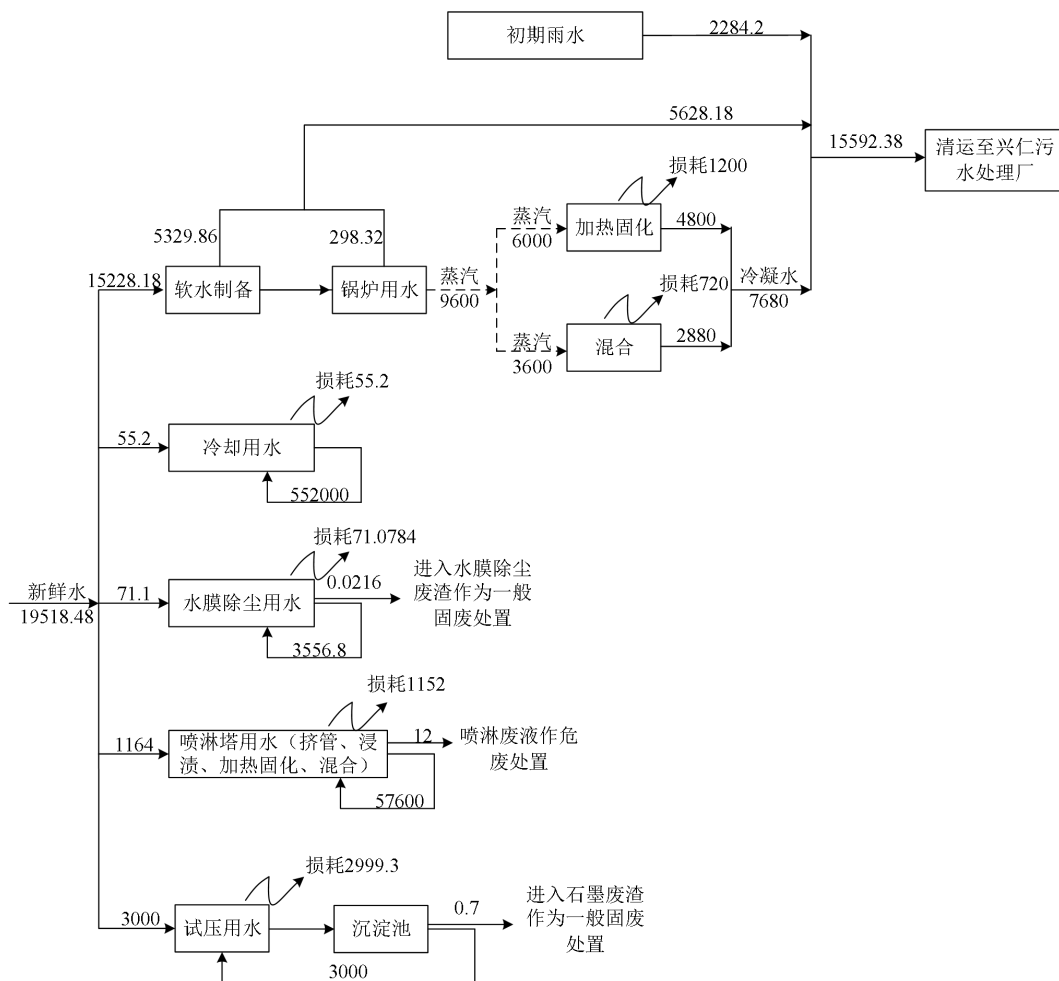 初期雨水
2284.2
5628.18
15592.38
清运至兴仁污
水处理厂
损耗1200
蒸汽
6000
加热固化
4800
5329.86
298.32
15228.18
软水制备
锅炉用水
蒸汽
9600
损耗720
冷凝水
7680
蒸汽
3600
混合
2880
损耗55.2
55.2
冷却用水
552000
损耗71.0784
新鲜水
19518.48
71.1
水膜除尘用水
0.0216
进入水膜除尘
废渣作为一般
固废处置
3556.8
损耗1152
1164
喷淋塔用水（挤管、浸
渍、加热固化、混合）
12
喷淋废液作危
废处置
57600
损耗2999.3
3000
试压用水
沉淀池
0.7
进入石墨废渣
作为一般固废
处置
3000